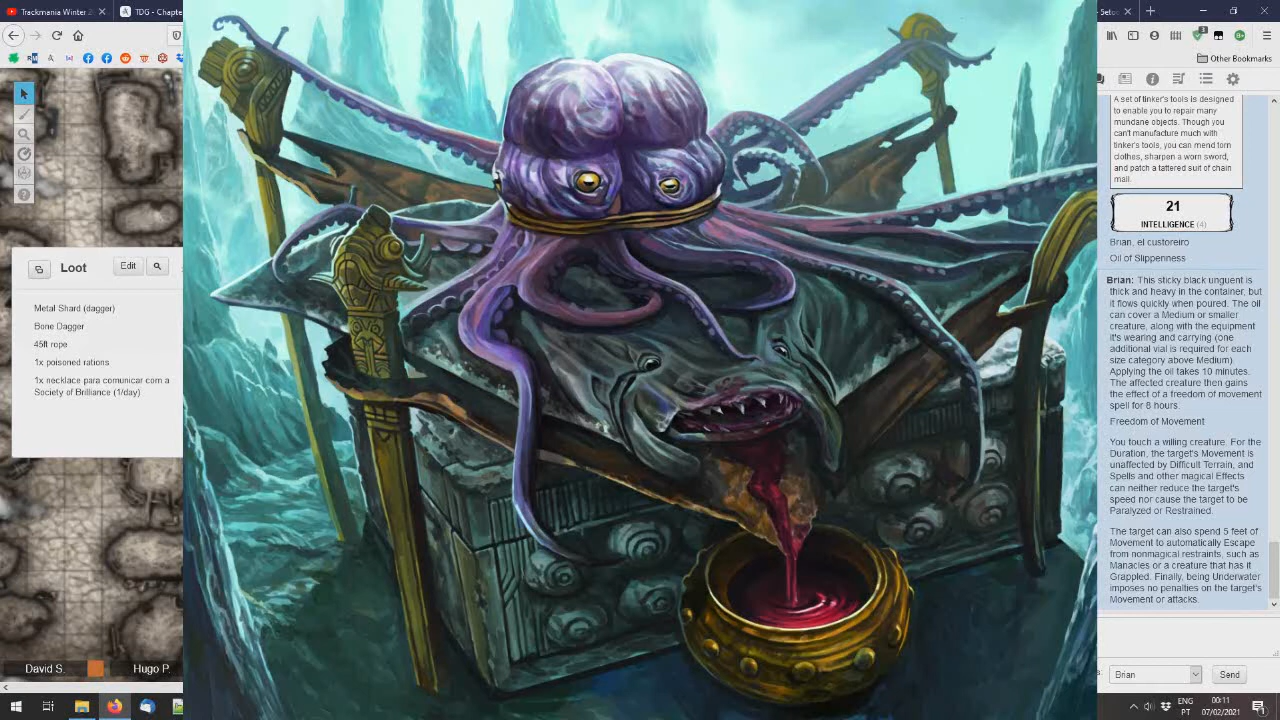 Trackmania Winter 2
TDG - Chapte
Selu
Other Bookmarks
Loot
Edit
Metal Shard (dagger)
Bone Dagger
45ft rope
1x poisoned rations
1x necklace para comunicar com a
Society of Brilliance (1/day)
David S.
Hugo P.
A set of tinker's tools is designed
to enable you to repair many
mundane objects. Though you
can't manufacture much with
tinker's tools, you can mend torn
clothes, sharpen a worn sword,
and patch a tattered suit of chain
mail.
21
INTELLIGENCE (4)
Brian, el custoreiro
Oil of Slippenness
Brian: This sticky black unguent is
thick and heavy in the container, but
it flows quickly when poured. The oil
can cover a Medium or smaller
creature, along with the equipment
it's wearing and carrying (one
additional vial is required for each
size category above Medium).
Applying the oil takes 10 minutes.
The affected creature then gains
the effect of a freedom of movement
spell for 8 hours.
Freedom of Movement
You touch a willing creature. For the
Duration, the target's Movement is
unaffected by Difficult Terrain, and
Spells and other magical Effects
can neither reduce the target's
speed nor cause the target to be
Paralyzed or Restrained.
The target can also spend 5 feet of
Movement to automatically Escape
from nonmagical restraints, such as
Manacles or a creature that has it
Grappled. Finally, being Underwater
imposes no penalties on the target's
Movement or attacks.
Brian
Send
ENG
PT
00:11
07/02/2021